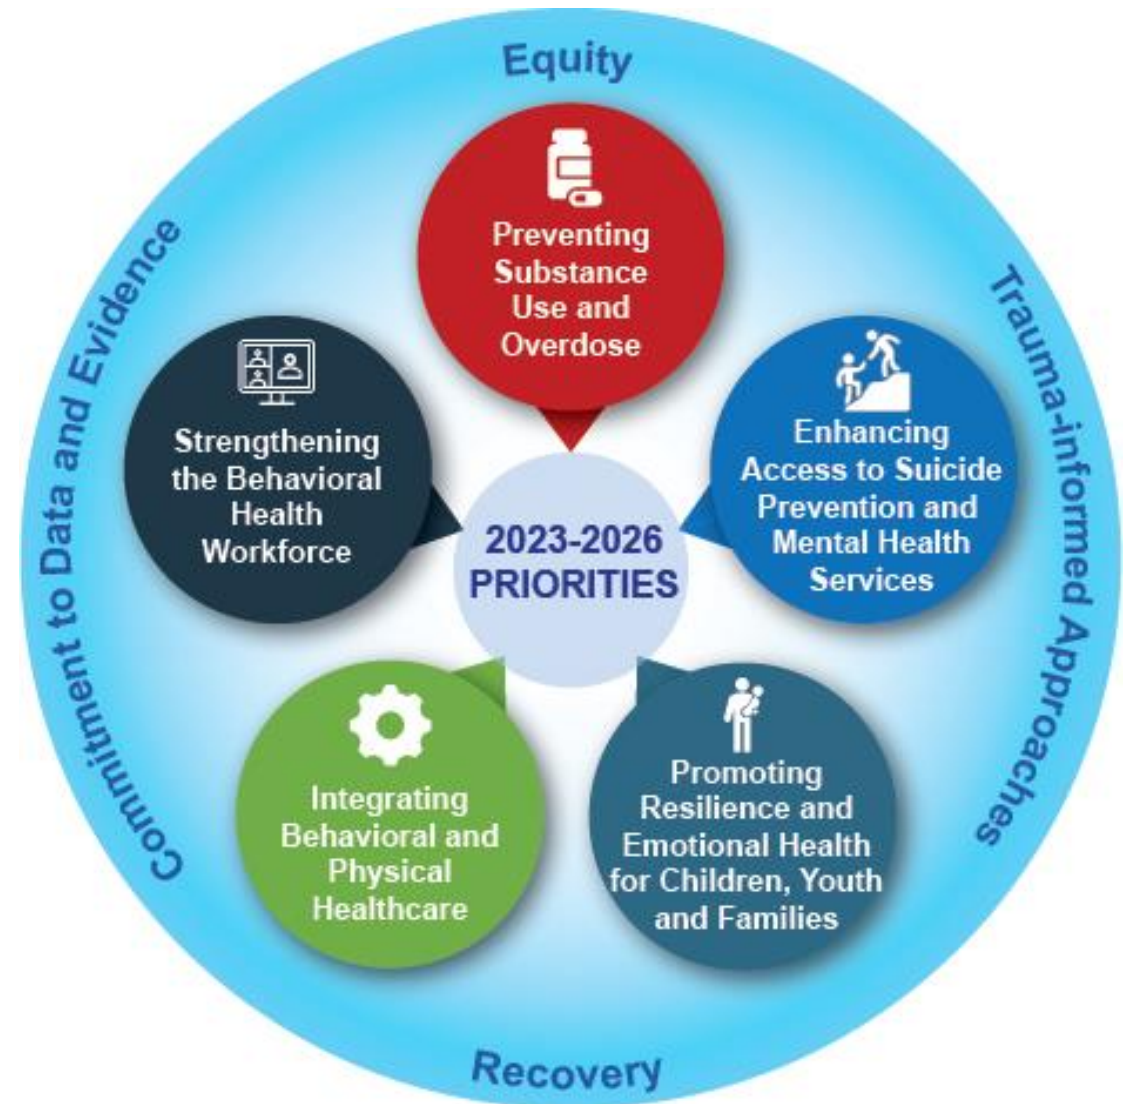 Equity
Preventing
Substance
Use and
Overdose
Enhancing
Access to Suicide
Prevention and
Mental Health
Services
Promoting
Resilience and
Emotional Health
for Children, Youth
and Families
Integrating
Behavioral and
Physical
Healthcare
Strengthening
the Behavioral
Health
Workforce
2023-2026
PRIORITIES
Trauma-informed Approaches
Recovery
Commitment to Data and Evidence